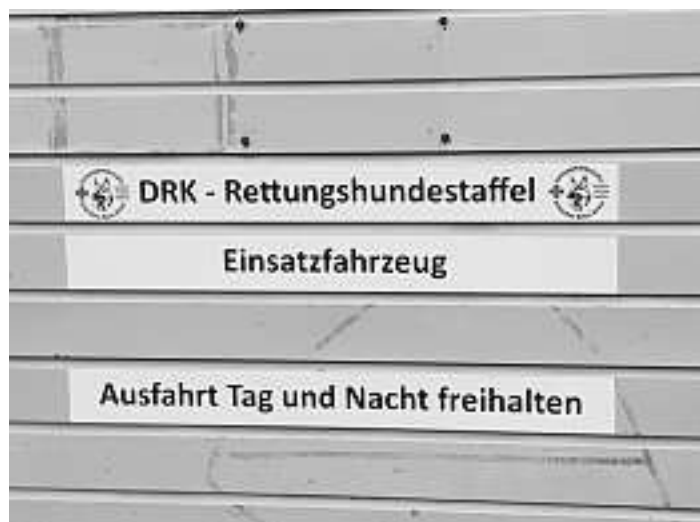 DRK - Rettungshundestaffel
Einsatzfahrzeug
Ausfahrt Tag und Nacht freihalten